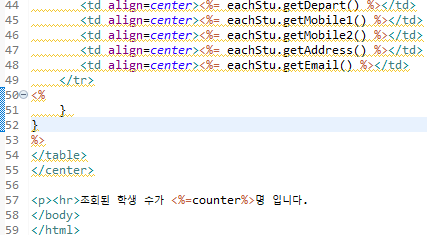 44 <td align=center><%= eachStu.getDepart() %></td>
45 <td align=center><%= eachStu.getMobile1() %></td>
46 <td align=center><%= eachStu.getMobile2() %></td>
47 <td align=center><%= eachStu.getAddress() %></td>
48 <td align=center><%= eachStu.getEmail() %></td>
49 </tr>
50 <%
51 }
52 }
53 %>
54 </table>
55 </center>
56
57 <p><hr>조회된 학생 수가 <%=counter%>명 입니다.
58 </body>
59 </html>